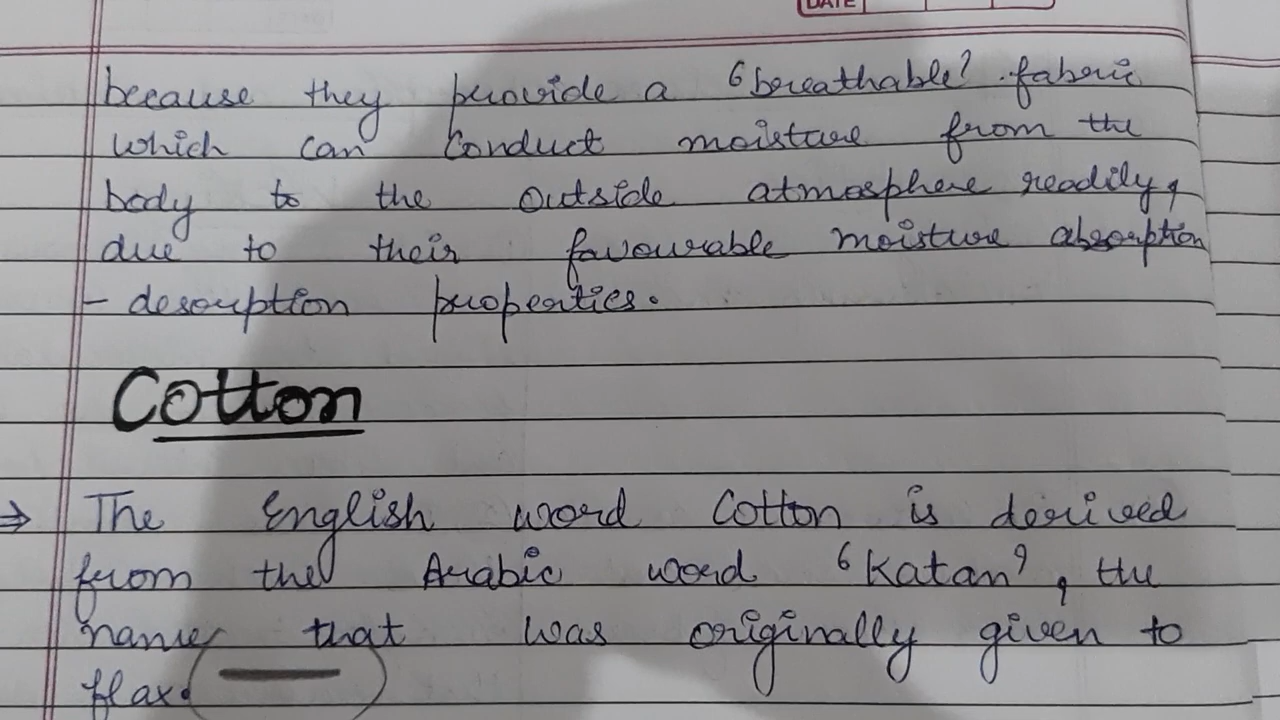 DATE
because they provide a 'breathable' fabric
which can conduct moisture from the
body to the outside atmosphere readily,
due to their favourable moisture absorption
- desorption properties.
Cotton
⇒ The English word Cotton is derived
from the Arabic word 'Katan', the
name that was originally given to
flax.